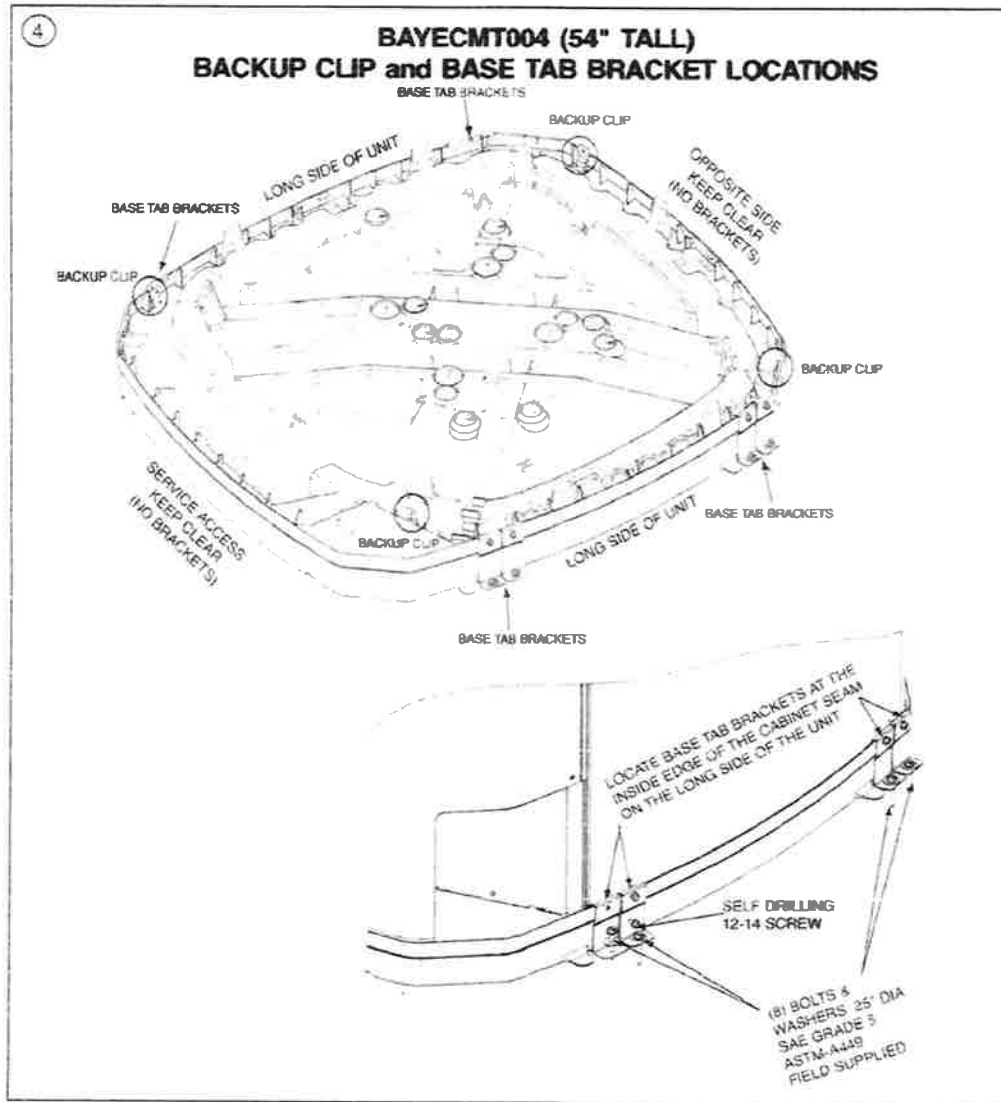 4
BAYECMT004 (54" TALL)
BACKUP CLIP and BASE TAB BRACKET LOCATIONS
BASE TAB BRACKETS
BACKUP CLIP
LONG SIDE OF UNIT
OPPOSITE SIDE
KEEP CLEAR
(NO BRACKETS)
BASE TAB BRACKETS
BACKUP CLIP
BACKUP CLIP
SERVICE ACCESS
KEEP CLEAR
(NO BRACKETS)
BASE TAB BRACKETS
BACKUP CLIP
LONG SIDE OF UNIT
BASE TAB BRACKETS
LOCATE BASE TAB BRACKETS AT THE
INSIDE EDGE OF THE CABINET SEAM
ON THE LONG SIDE OF THE UNIT
SELF DRILLING
12-14 SCREW
(8) BOLTS &
WASHERS .25" DIA
SAE GRADE 5
ASTM-A449
FIELD SUPPLIED